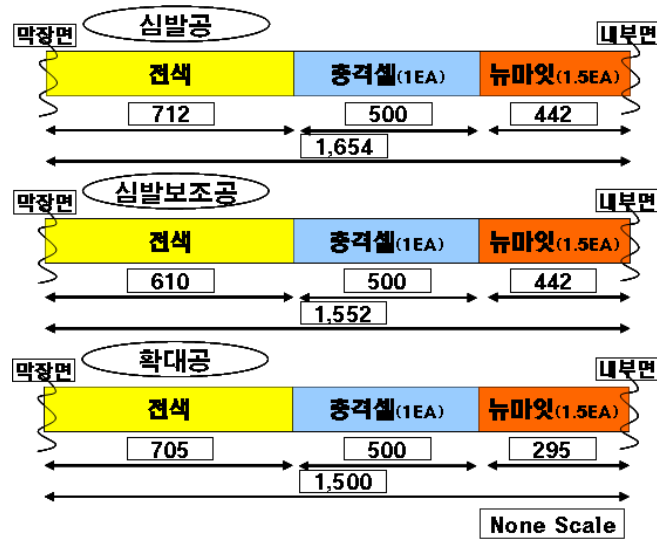 심발공
막장면 내부면
전색 충격셀(1EA) 뉴마잇(1.5EA)
712 500 442
1,654
심발보조공
막장면 내부면
전색 충격셀(1EA) 뉴마잇(1.5EA)
610 500 442
1,552
확대공
막장면 내부면
전색 충격셀(1EA) 뉴마잇(1.5EA)
705 500 295
1,500
None Scale